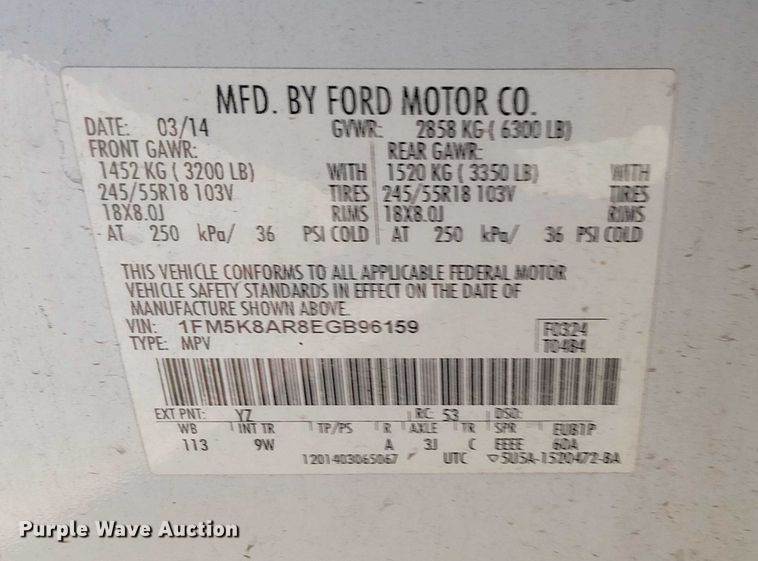 MFD. BY FORD MOTOR CO.
DATE: 03/14 GVWR: 2858 KG ( 6300 LB)
FRONT GAWR: REAR GAWR:
1452 KG ( 3200 LB) WITH 1520 KG ( 3350 LB) WITH
245/55R18 103V TIRES 245/55R18 103V TIRES
18X8.0J RIMS 18X8.0J RIMS
AT 250 kPa/ 36 PSI COLD AT 250 kPa/ 36 PSI COLD
THIS VEHICLE CONFORMS TO ALL APPLICABLE FEDERAL MOTOR
VEHICLE SAFETY STANDARDS IN EFFECT ON THE DATE OF
MANUFACTURE SHOWN ABOVE.
VIN: 1FM5K8AR8EGB96159 F0324
TYPE: MPV T0484
EXT PNT: YZ RC: 53 DSO:
WB INT TR TP/PS R AXLE TR SPR EUB1P
113 9W A 3J C EEEE 60A
1201403065067 UTC ▽5U5A-1520472-BA
Purple Wave Auction